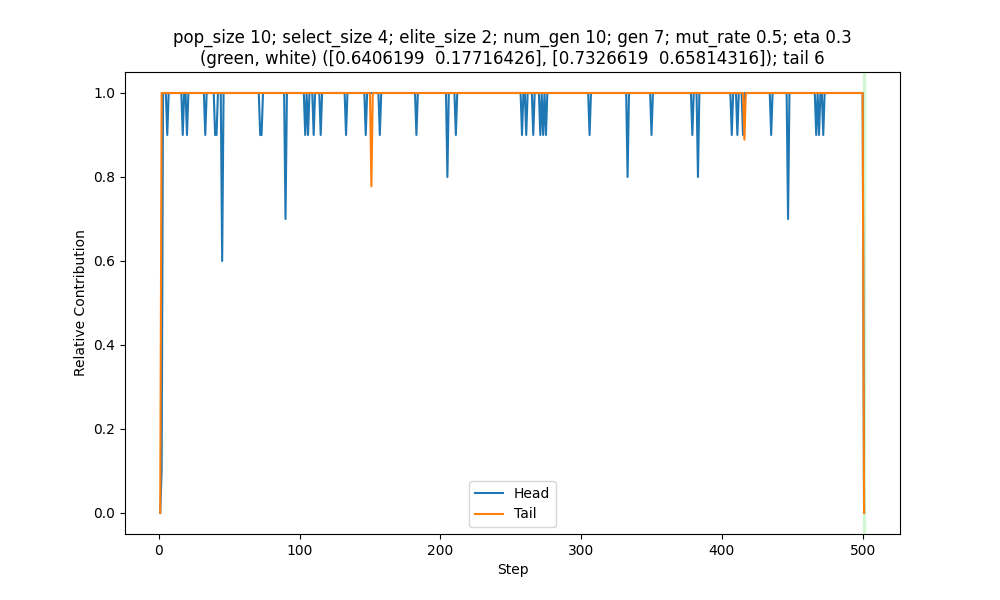 pop_size 10; select_size 4; elite_size 2; num_gen 10; gen 7; mut_rate 0.5; eta 0.3
(green, white) ([0.6406199  0.17716426], [0.7326619  0.65814316]); tail 6
1.0
0.8
0.6
0.4
0.2
0.0
Relative Contribution
Head
Tail
0
100
200
300
400
500
Step